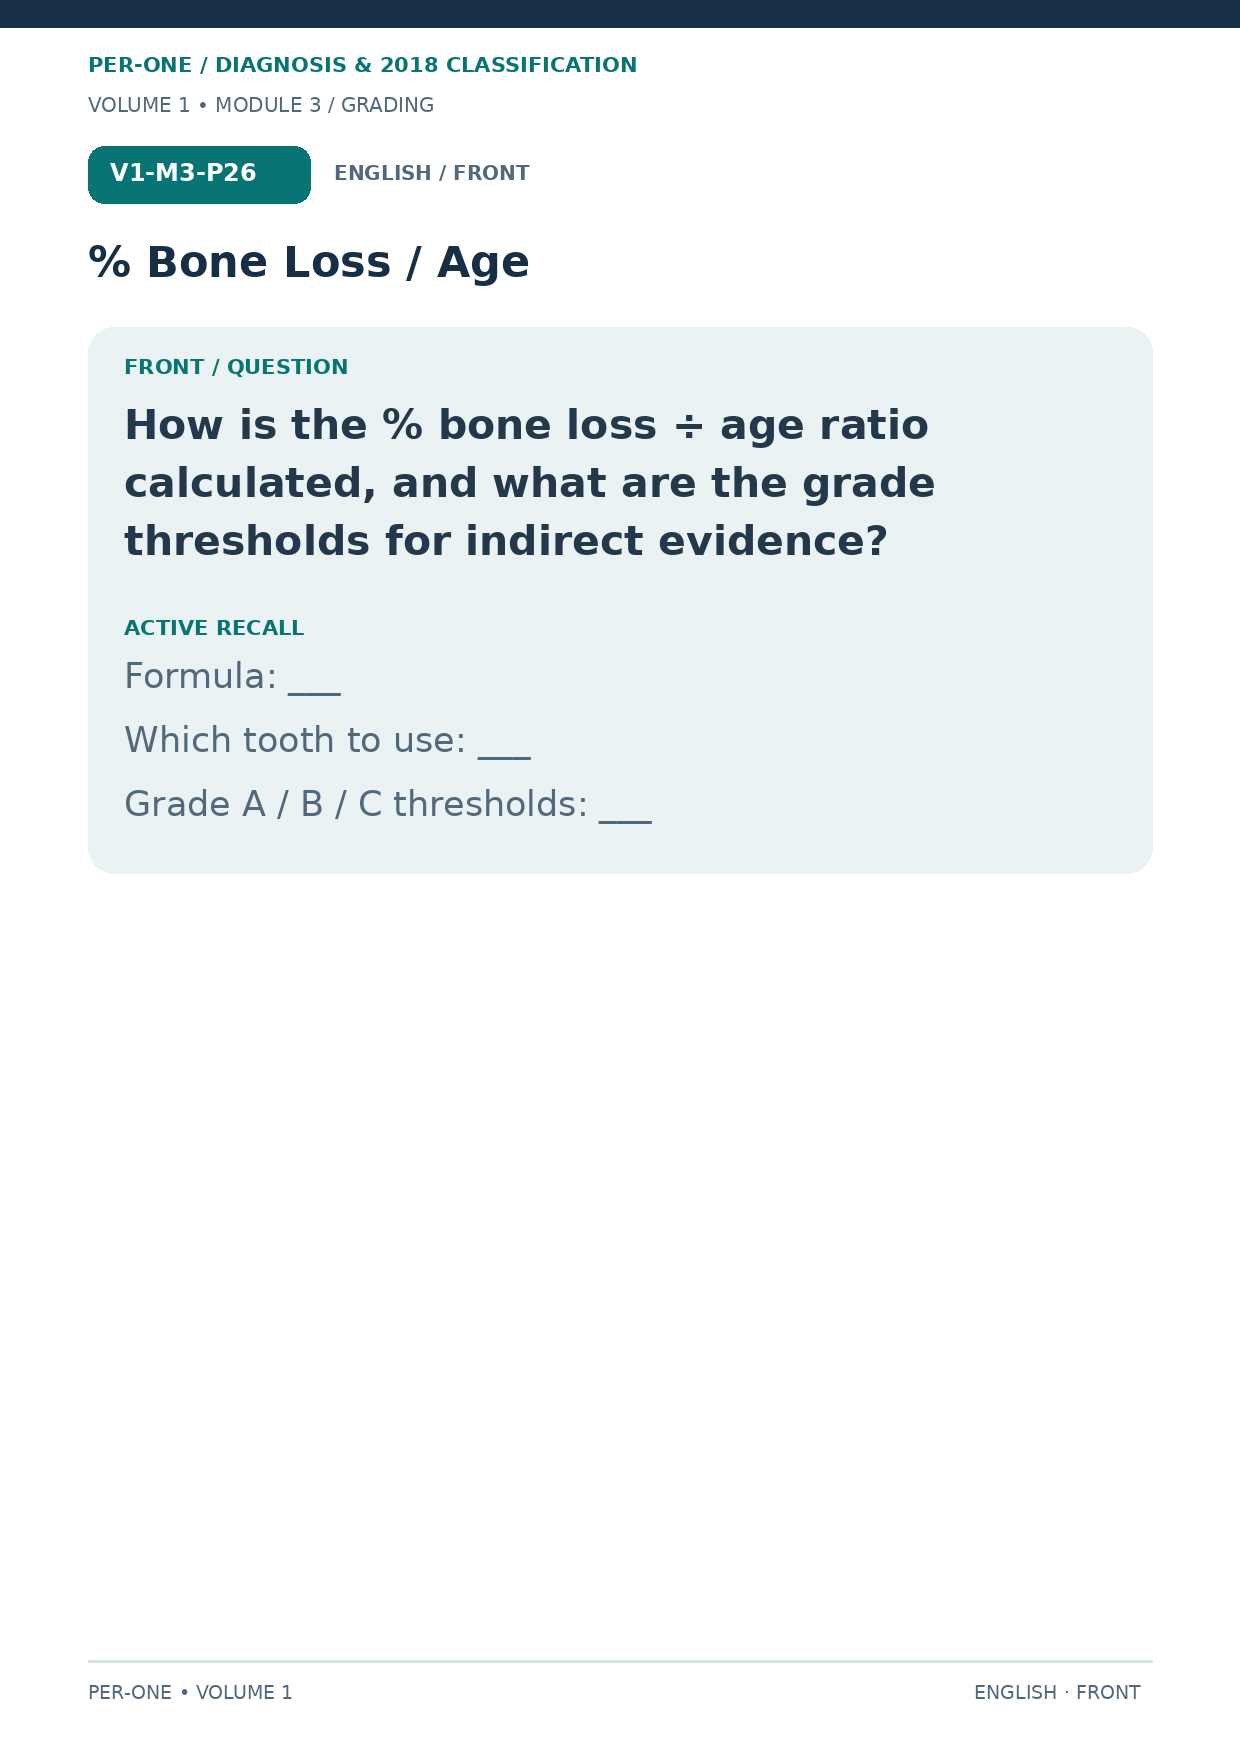 PER-ONE / DIAGNOSIS & 2018 CLASSIFICATION
VOLUME 1 • MODULE 3 / GRADING
V1-M3-P26
ENGLISH / FRONT
% Bone Loss / Age
FRONT / QUESTION
How is the % bone loss ÷ age ratio
calculated, and what are the grade
thresholds for indirect evidence?
ACTIVE RECALL
Formula: ___
Which tooth to use: ___
Grade A / B / C thresholds: ___
PER-ONE • VOLUME 1
ENGLISH · FRONT